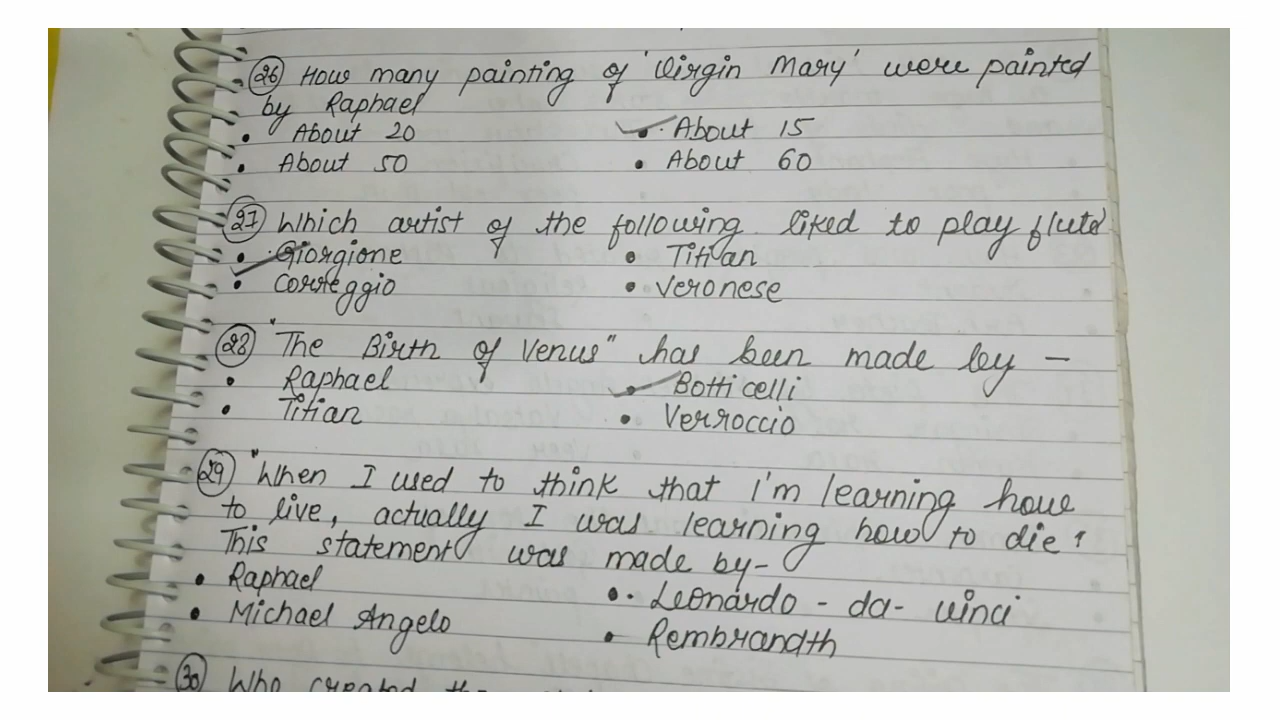 26 How many painting of 'Virgin Mary' were painted
by Raphael
• About 20 • About 15
• About 50 • About 60
27 Which artist of the following liked to play flute
• Giorgione • Titian
• Correggio • Veronese
28 "The Birth of Venus" has been made by -
• Raphael • Botticelli
• Titian • Verroccio
29 "When I used to think that I'm learning how
to live, actually I was learning how to die"
This statement was made by-
• Raphael • Leonardo - da - Vinci
• Michael Angelo • Rembrandth
30 Who created the